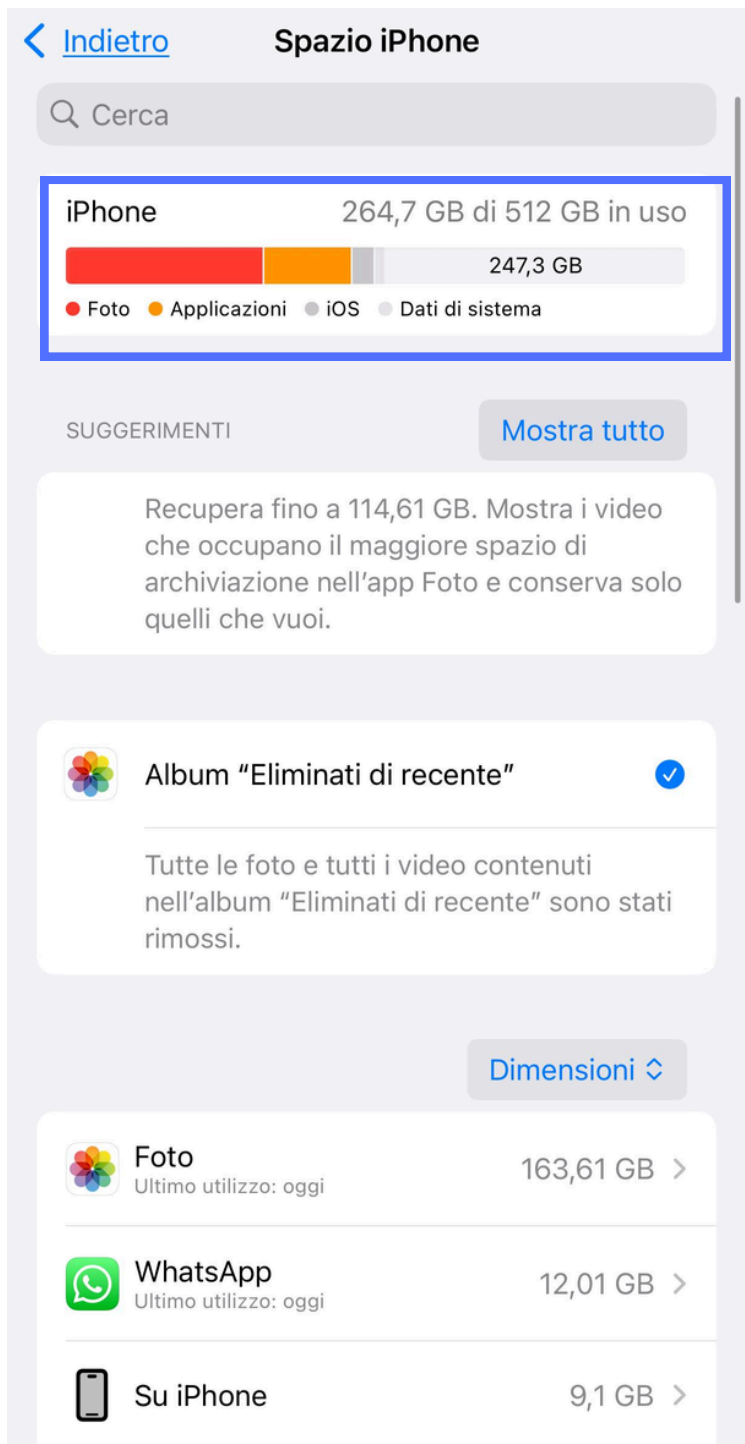 Indietro Spazio iPhone
Cerca
iPhone 264,7 GB di 512 GB in uso
247,3 GB
Foto Applicazioni iOS Dati di sistema
SUGGERIMENTI Mostra tutto
Recupera fino a 114,61 GB. Mostra i video
che occupano il maggiore spazio di
archiviazione nell'app Foto e conserva solo
quelli che vuoi.
Album “Eliminati di recente”
Tutte le foto e tutti i video contenuti
nell'album “Eliminati di recente” sono stati
rimossi.
Dimensioni
Foto 163,61 GB
Ultimo utilizzo: oggi
WhatsApp 12,01 GB
Ultimo utilizzo: oggi
Su iPhone 9,1 GB